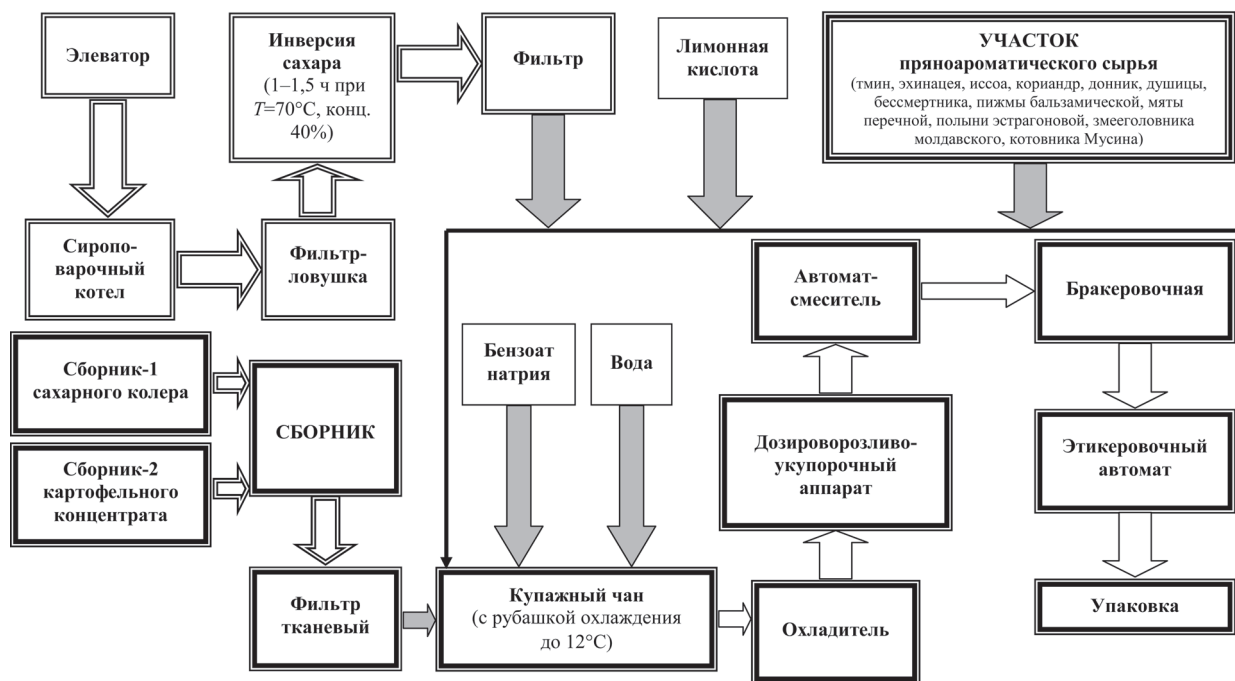 Элеватор
Инверсия
сахара
(1–1,5 ч при
T=70°C, конц.
40%)
Фильтр
Лимонная
кислота
УЧАСТОК
пряноароматического сырья
(тмин, эхинацея, иссоа, кориандр, донник, душицы,
бессмертника, пижмы бальзамической, мяты
перечной, полыни эстрагоновой, змееголовника
молдавского, котовника Мусина)
Сиропо-
варочный
котел
Фильтр-
ловушка
Автомат-
смеситель
Бракеровочная
Сборник-1
сахарного колера
Бензоат
натрия
Вода
СБОРНИК
Дозироворозливо-
укупорочный
аппарат
Этикеровочный
автомат
Сборник-2
картофельного
концентрата
Фильтр
тканевый
Купажный чан
(с рубашкой охлаждения
до 12°C)
Охладитель
Упаковка